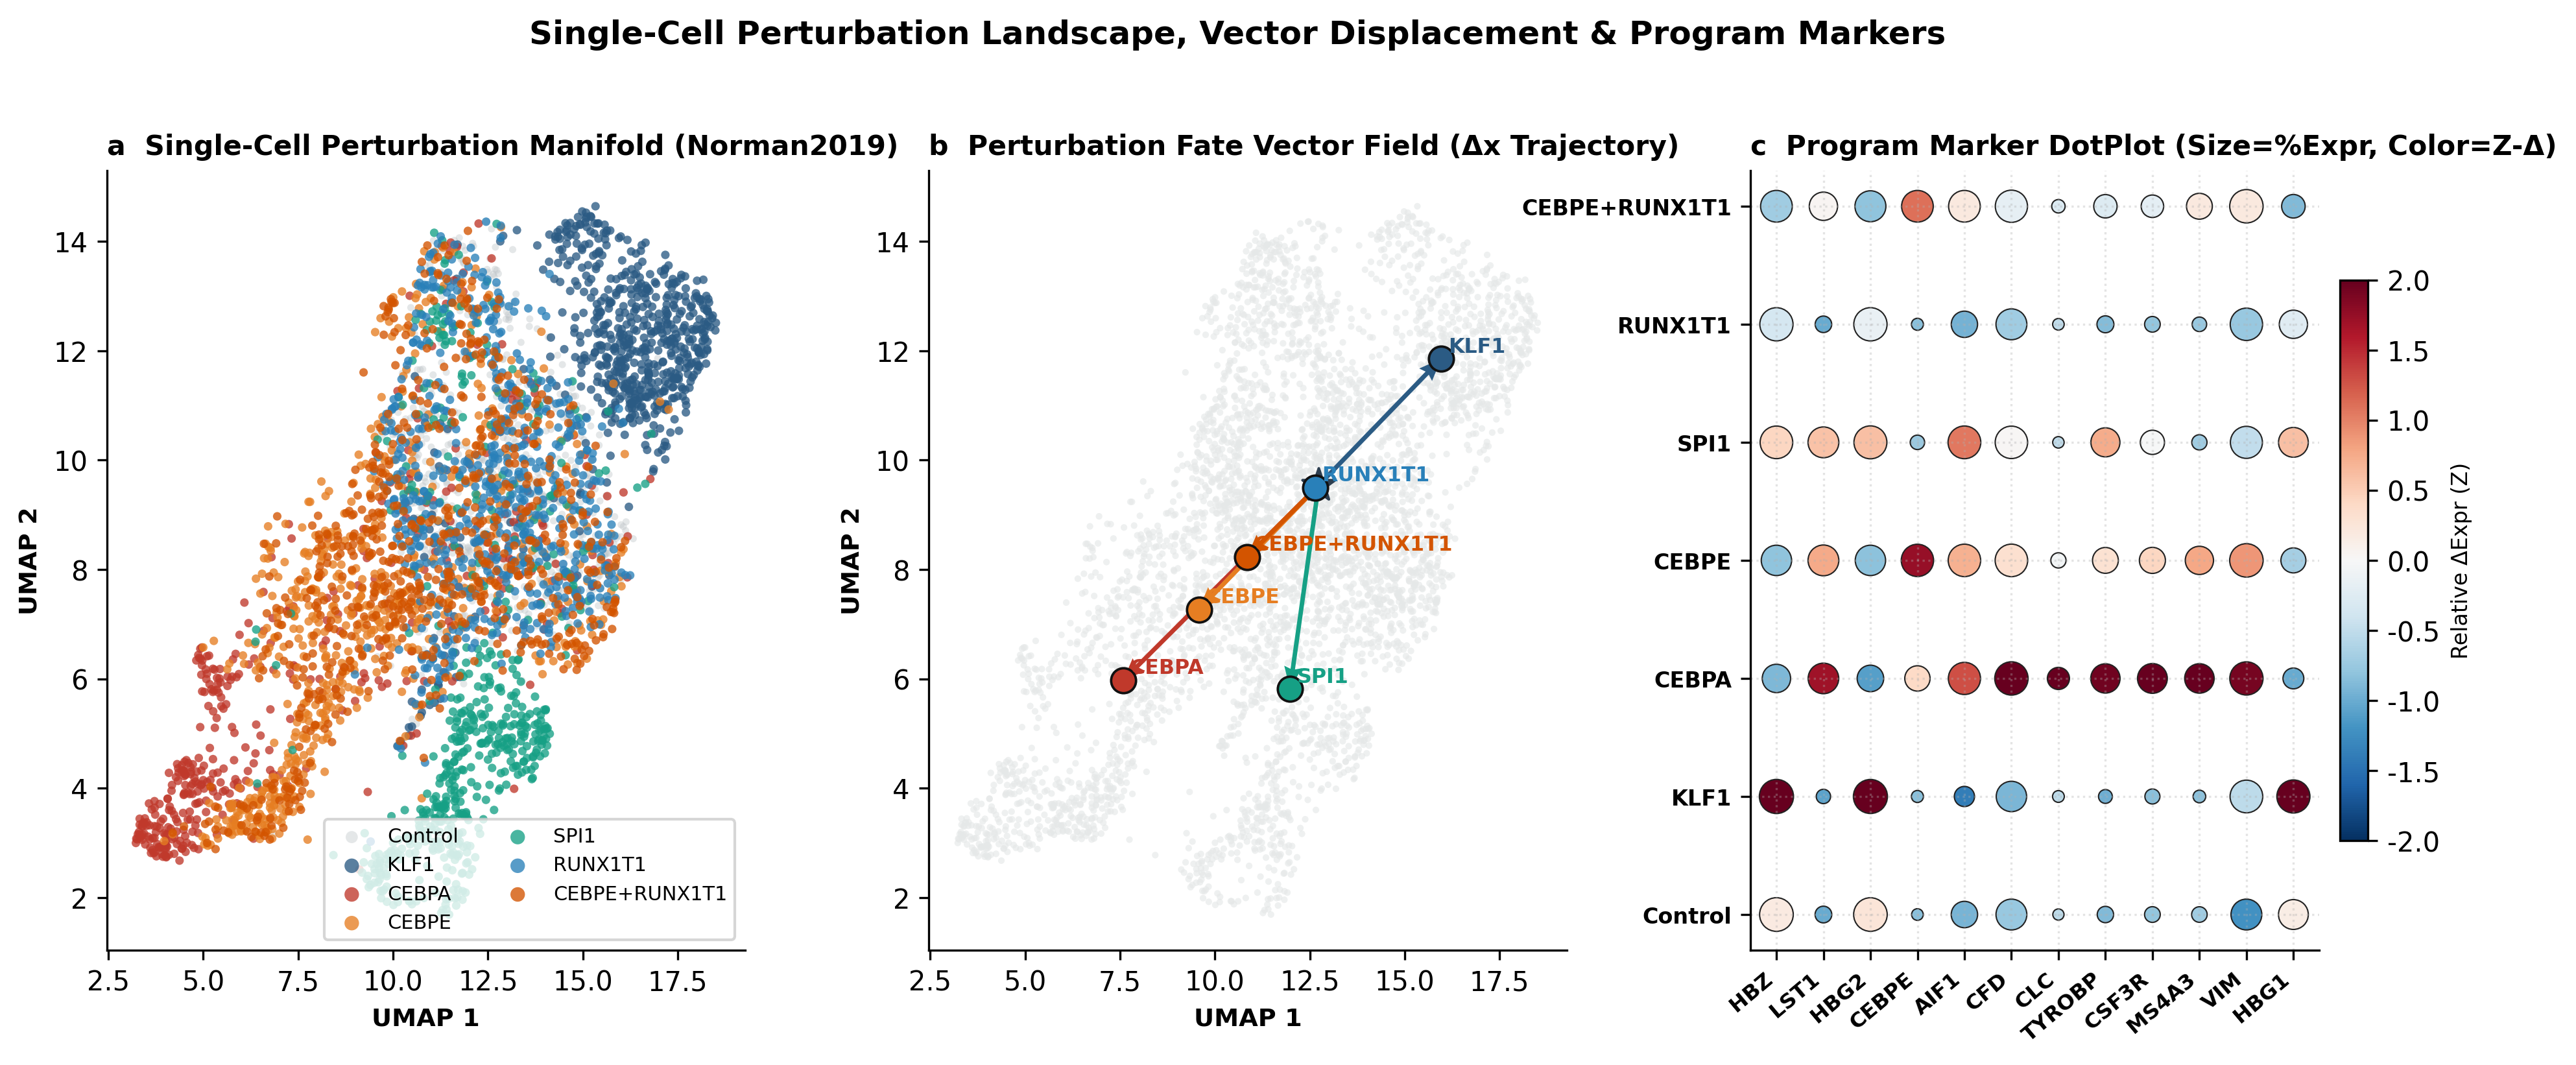 Single-Cell Perturbation Landscape, Vector Displacement & Program Markers
a Single-Cell Perturbation Manifold (Norman2019)
14
12
10
8
6
4
2
UMAP 2
2.5 5.0 7.5 10.0 12.5 15.0 17.5
UMAP 1
Control
KLF1
CEBPA
CEBPE
SPI1
RUNX1T1
CEBPE+RUNX1T1
b Perturbation Fate Vector Field (Δx Trajectory)
14
12
10
8
6
4
2
UMAP 2
KLF1
RUNX1T1
CEBPE+RUNX1T1
CEBPE
CEBPA
SPI1
2.5 5.0 7.5 10.0 12.5 15.0 17.5
UMAP 1
c Program Marker DotPlot (Size=%Expr, Color=Z-Δ)
CEBPE+RUNX1T1
RUNX1T1
SPI1
CEBPE
CEBPA
KLF1
Control
HBZ LST1 HBG2 CEBPE AIF1 CFD CLC TYROBP CSF3R MS4A3 VIM HBG1
2.0
1.5
1.0
0.5
0.0
-0.5
-1.0
-1.5
-2.0
Relative ΔExpr (Z)